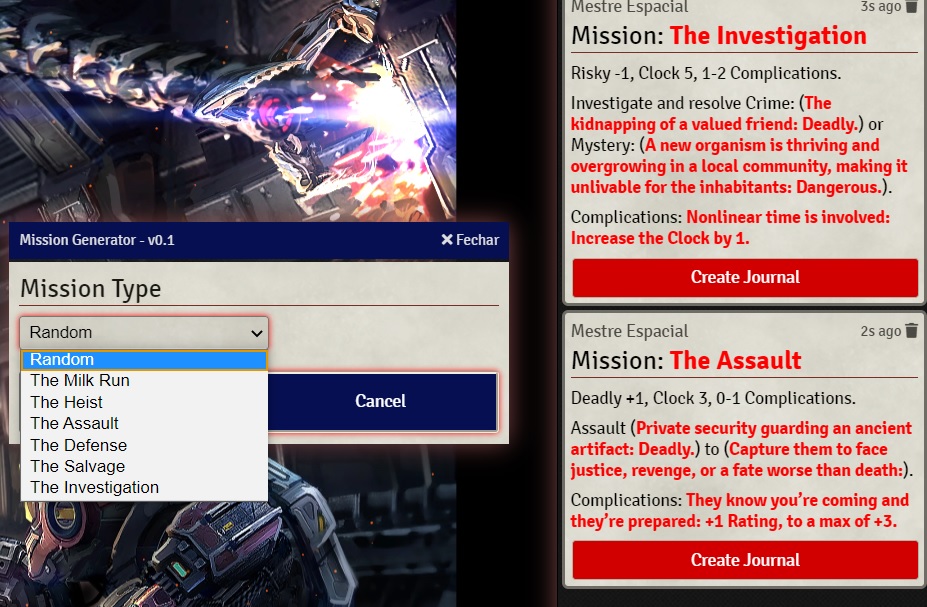 Mission Generator - v0.1
Fechar
Mission Type
Random
Random
The Milk Run
The Heist
The Assault
The Defense
The Salvage
The Investigation
Cancel
Mestre Espacial
3s ago
Mission: The Investigation
Risky -1, Clock 5, 1-2 Complications.
Investigate and resolve Crime: (The
kidnapping of a valued friend: Deadly.) or
Mystery: (A new organism is thriving and
overgrowing in a local community, making it
unlivable for the inhabitants: Dangerous.).
Complications: Nonlinear time is involved:
Increase the Clock by 1.
Create Journal
Mestre Espacial
2s ago
Mission: The Assault
Deadly +1, Clock 3, 0-1 Complications.
Assault (Private security guarding an ancient
artifact: Deadly.) to (Capture them to face
justice, revenge, or a fate worse than death:).
Complications: They know you’re coming and
they’re prepared: +1 Rating, to a max of +3.
Create Journal